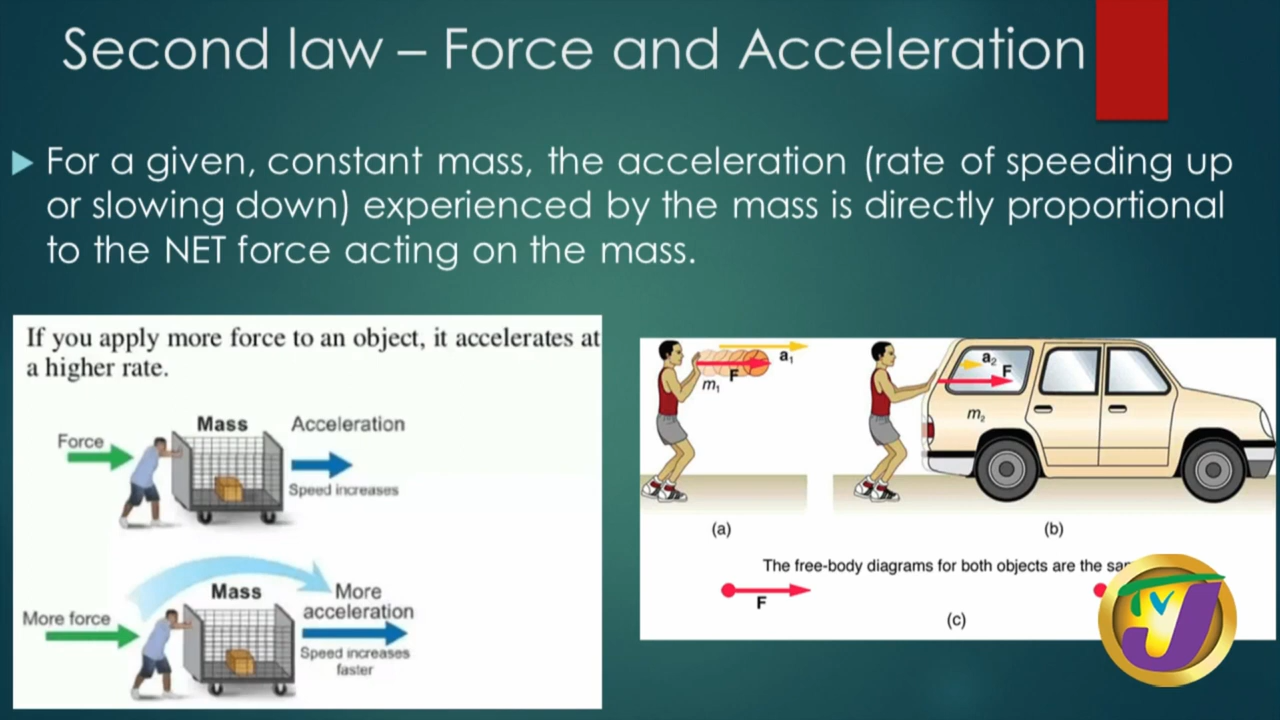 Second law – Force and Acceleration
For a given, constant mass, the acceleration (rate of speeding up
or slowing down) experienced by the mass is directly proportional
to the NET force acting on the mass.
If you apply more force to an object, it accelerates at
a higher rate.
Mass
Acceleration
Force
Speed increases
Mass
More
acceleration
More force
Speed increases
faster
a₁
F
m₁
a₂
F
m₂
(a)
(b)
The free-body diagrams for both objects are the
F
(c)
TVJ